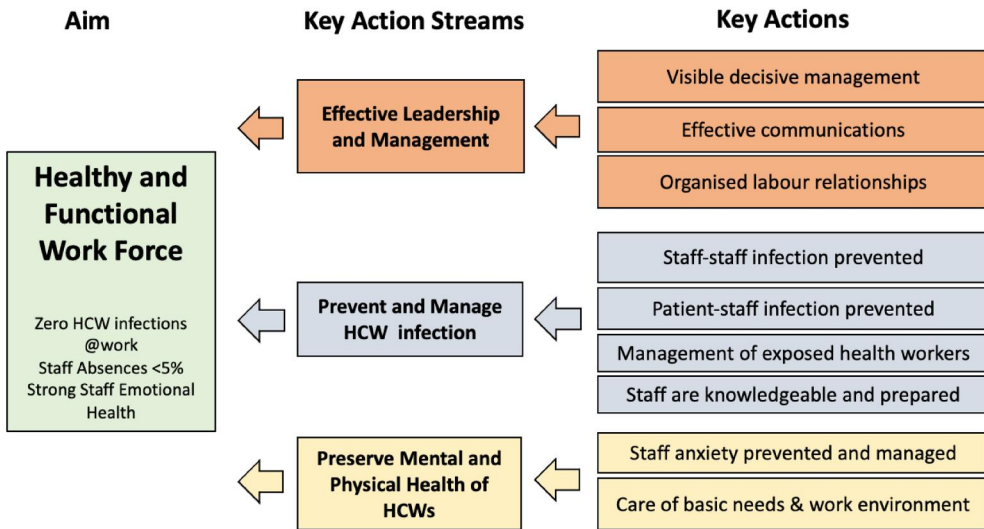 Aim
Key Action Streams
Key Actions
Healthy and
Functional
Work Force
Zero HCW infections
@work
Staff Absences <5%
Strong Staff Emotional
Health
Effective Leadership
and Management
Visible decisive management
Effective communications
Organised labour relationships
Prevent and Manage
HCW infection
Staff-staff infection prevented
Patient-staff infection prevented
Management of exposed health workers
Staff are knowledgeable and prepared
Preserve Mental and
Physical Health of
HCWs
Staff anxiety prevented and managed
Care of basic needs & work environment